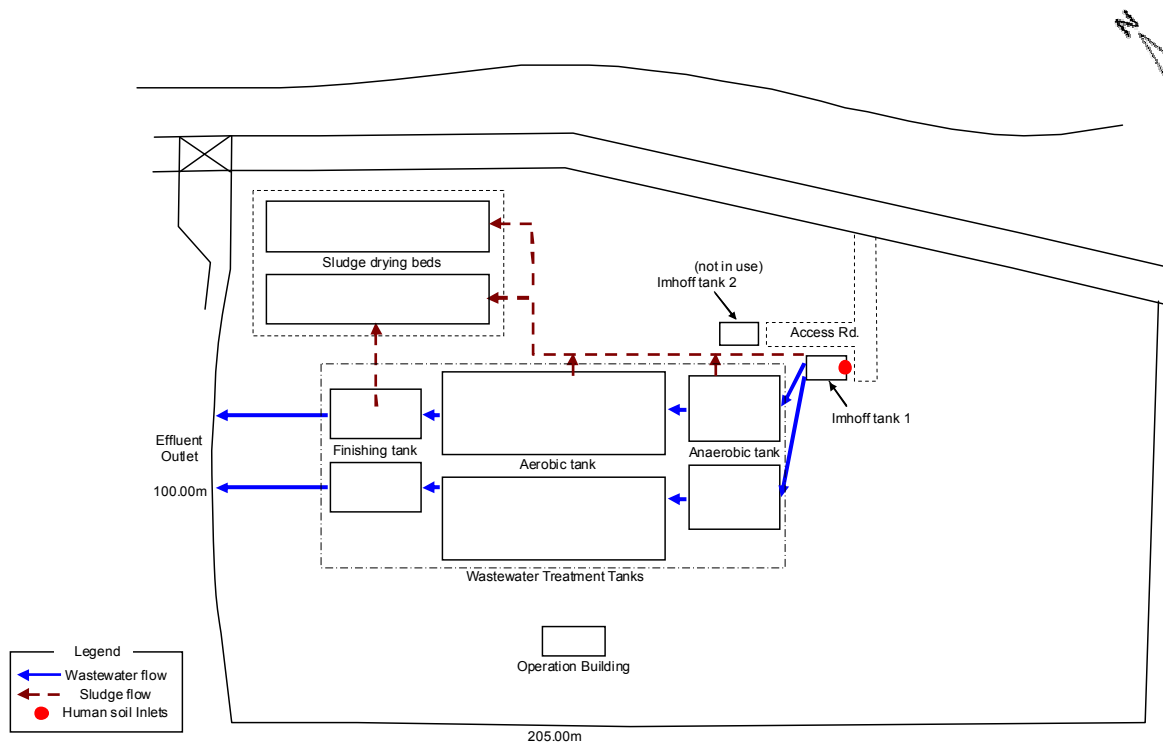 N
Sludge drying beds
(not in use)
Imhoff tank 2
Access Rd.
Imhoff tank 1
Finishing tank
Aerobic tank
Anaerobic tank
Effluent
Outlet
100.00m
Wastewater Treatment Tanks
Operation Building
Legend
Wastewater flow
Sludge flow
Human soil Inlets
205.00m